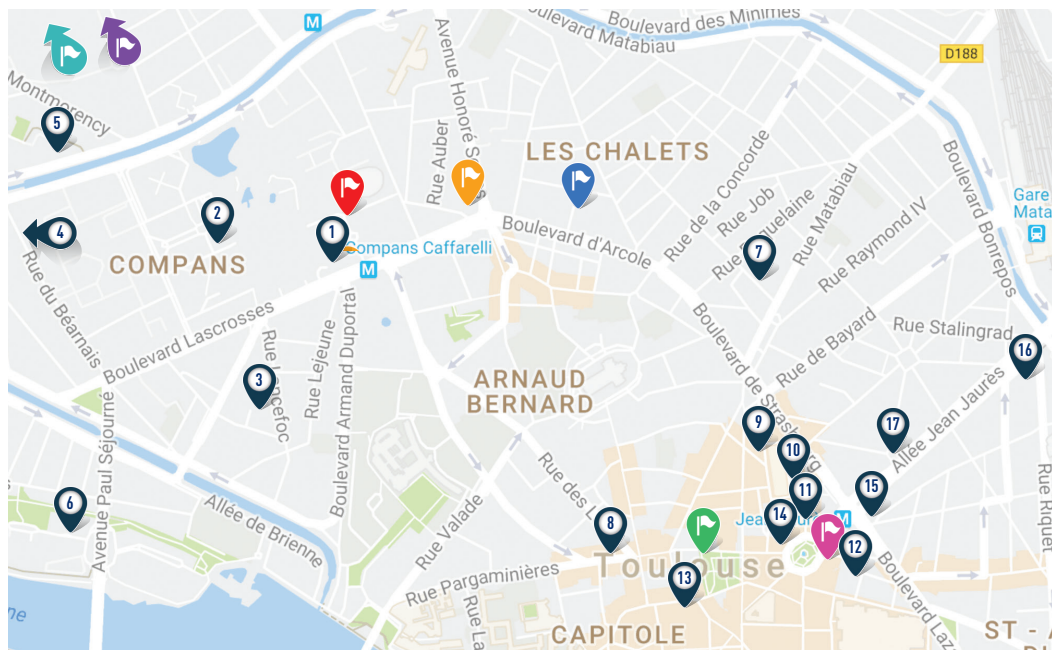 M
Boulevard des Minimes
Boulevard Matabiau
Avenue Honoré S
D188
Montmorency
5
Rue Auber
LES CHALETS
Rue de la Concorde
Boulevard Bonrepos
Gare
Mata
2
1
4
Compans Caffarelli
M
COMPANS
Boulevard d'Arcole
Rue Job
Rue Matabiau
Rue Raymond IV
7
Rue du Béarnais
Boulevard Lascrosses
Rue Lejeune
Boulevard Armand Duportal
3
Boulevard de Strasbourg
Rue de Bayard
Rue Stalingrad
16
ARNAUD
BERNARD
Avenue Paul Séjourné
9
10
17
Allée Jean Jaurès
11
15
6
Allée de Brienne
Rue Valade
Rue des L
8
14
M
12
Rue Riquet
Toulouse
13
Rue Pargaminières
Rue La
CAPITOLE
Boulevard Laz
ST - A
ne